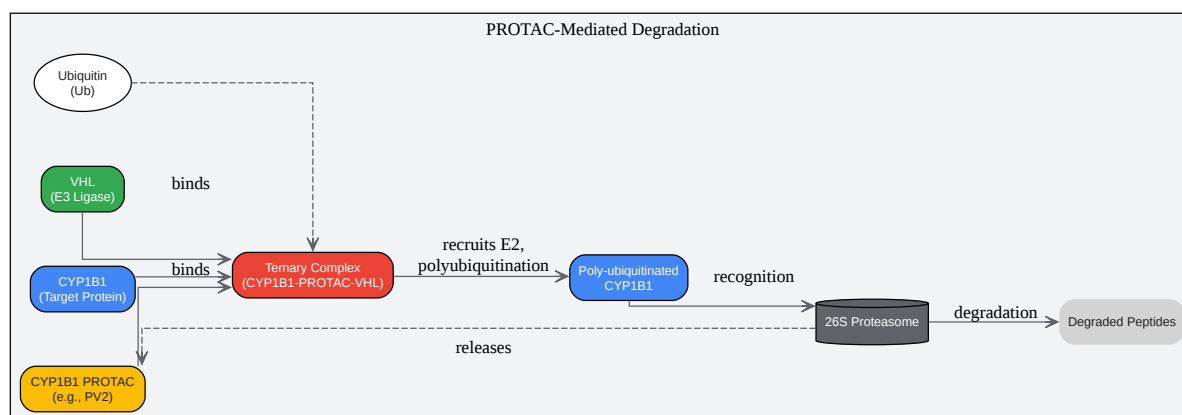 PROTAC-Mediated Degradation
Ubiquitin
(Ub)
VHL
(E3 Ligase)
binds
CYP1B1
(Target Protein)
binds
Ternary Complex
(CYP1B1-PROTAC-VHL)
recruits E2,
polyubiquitination
Poly-ubiquitinated
CYP1B1
recognition
26S Proteasome
degradation
Degraded Peptides
releases
CYP1B1 PROTAC
(e.g., PV2)